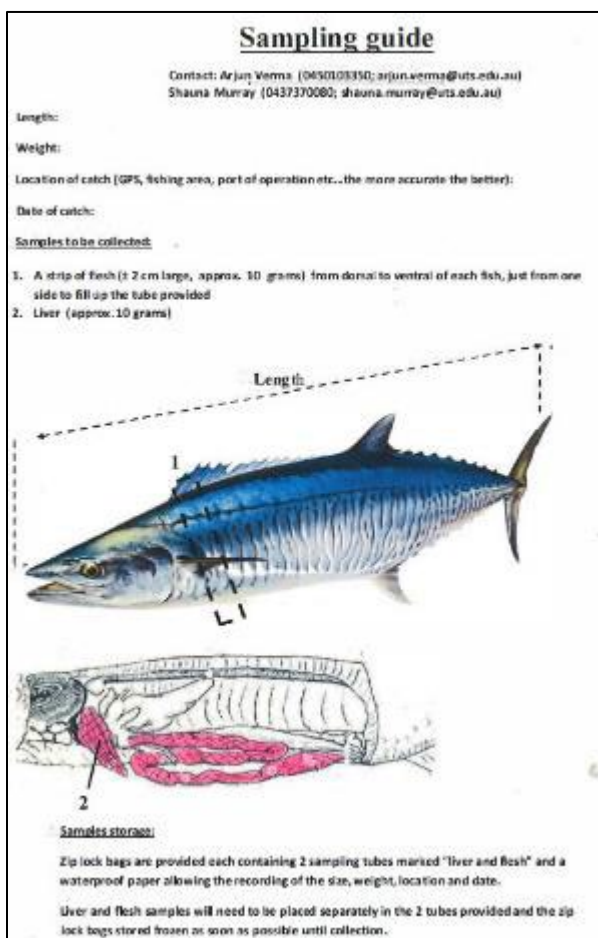 Sampling guide
Contact: Arjun Verma (0450103350; arjun.verma@uts.edu.au)
Shauna Murray (0437370080; shauna.murray@uts.edu.au)
Length:
Weight:
Location of catch (GPS, fishing area, port of operation etc...the more accurate the better):
Date of catch:
Samples to be collected:
1. A strip of flesh (± 2 cm large, approx. 10 grams) from dorsal to ventral of each fish, just from one
side to fill up the tube provided
2. Liver (approx. 10 grams)
Length
1
2
Samples storage:
Zip lock bags are provided each containing 2 sampling tubes marked "liver and flesh" and a
waterproof paper allowing the recording of the size, weight, location and date.
Liver and flesh samples will need to be placed separately in the 2 tubes provided and the zip
lock bags stored frozen as soon as possible until collection.